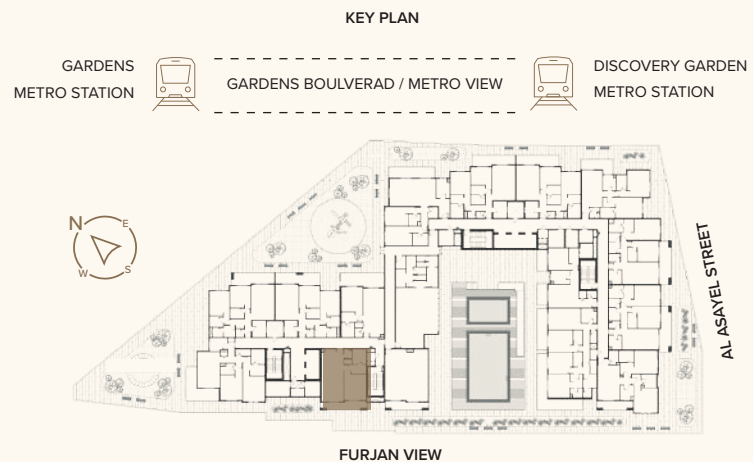 KEY PLAN
GARDENS
METRO STATION
GARDENS BOULVERAD / METRO VIEW
DISCOVERY GARDEN
METRO STATION
N
E
W
S
AL ASAYEL STREET
FURJAN VIEW